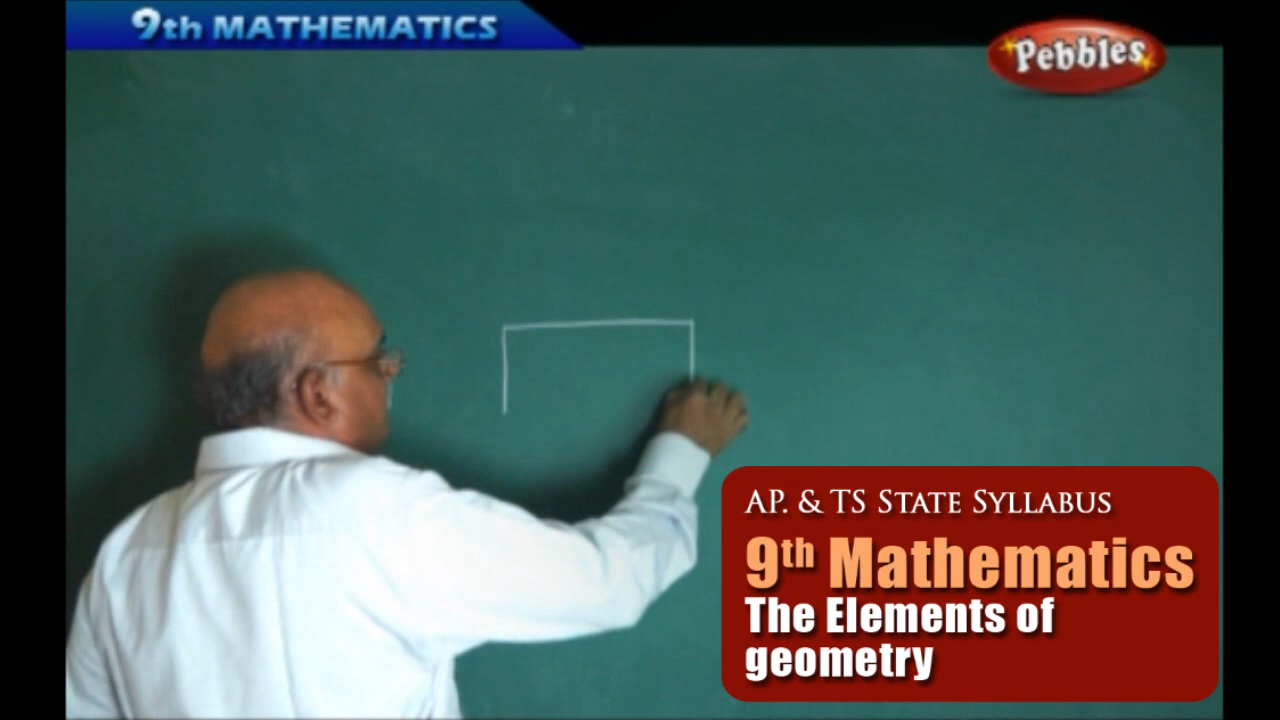 9th MATHEMATICS
Pebbles
AP. & TS STATE SYLLABUS
9th Mathematics
The Elements of
geometry